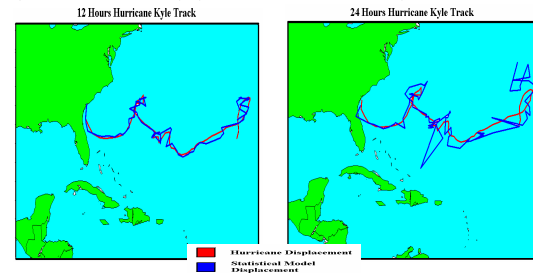 12 Hours Hurricane Kyle Track
24 Hours Hurricane Kyle Track
Hurricane Displacement
Statistical Model
Displacement